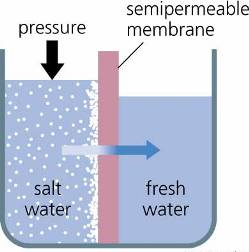 semipermeable
membrane
pressure
salt
water
fresh
water